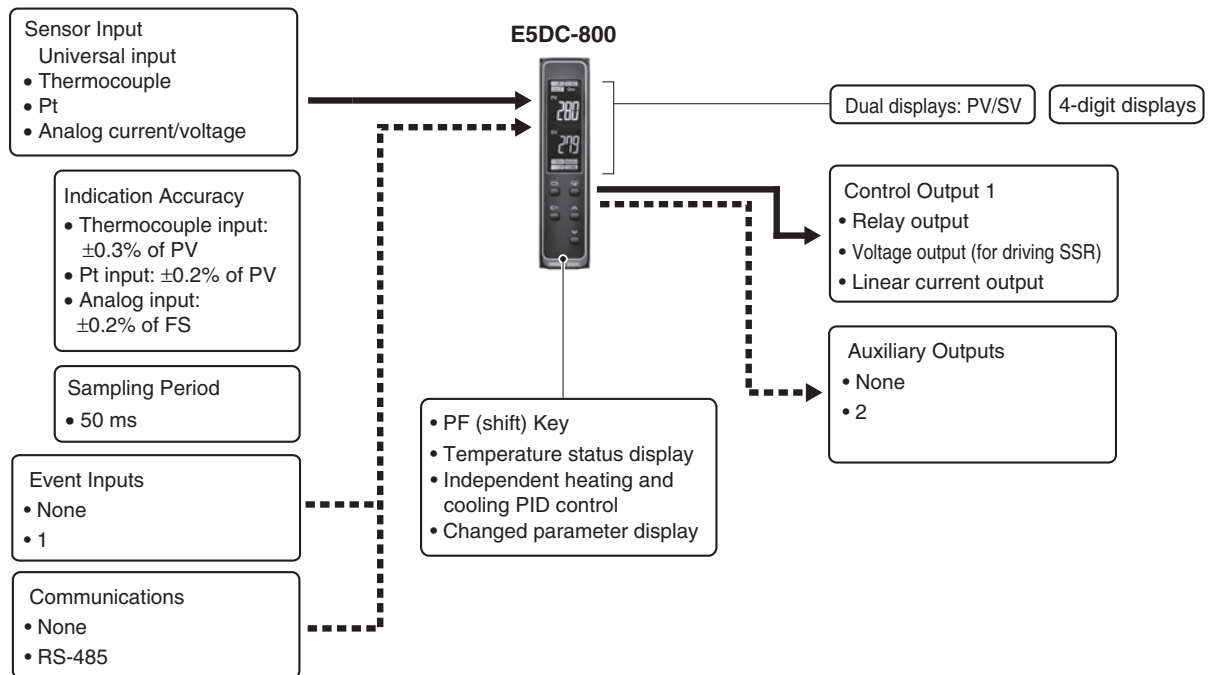 Sensor Input
Universal input
• Thermocouple
• Pt
• Analog current/voltage
Indication Accuracy
• Thermocouple input:
±0.3% of PV
• Pt input: ±0.2% of PV
• Analog input:
±0.2% of FS
Sampling Period
• 50 ms
Event Inputs
• None
• 1
Communications
• None
• RS-485
E5DC-800
PV
280
SV
279
• PF (shift) Key
• Temperature status display
• Independent heating and
cooling PID control
• Changed parameter display
Dual displays: PV/SV
4-digit displays
Control Output 1
• Relay output
• Voltage output (for driving SSR)
• Linear current output
Auxiliary Outputs
• None
• 2